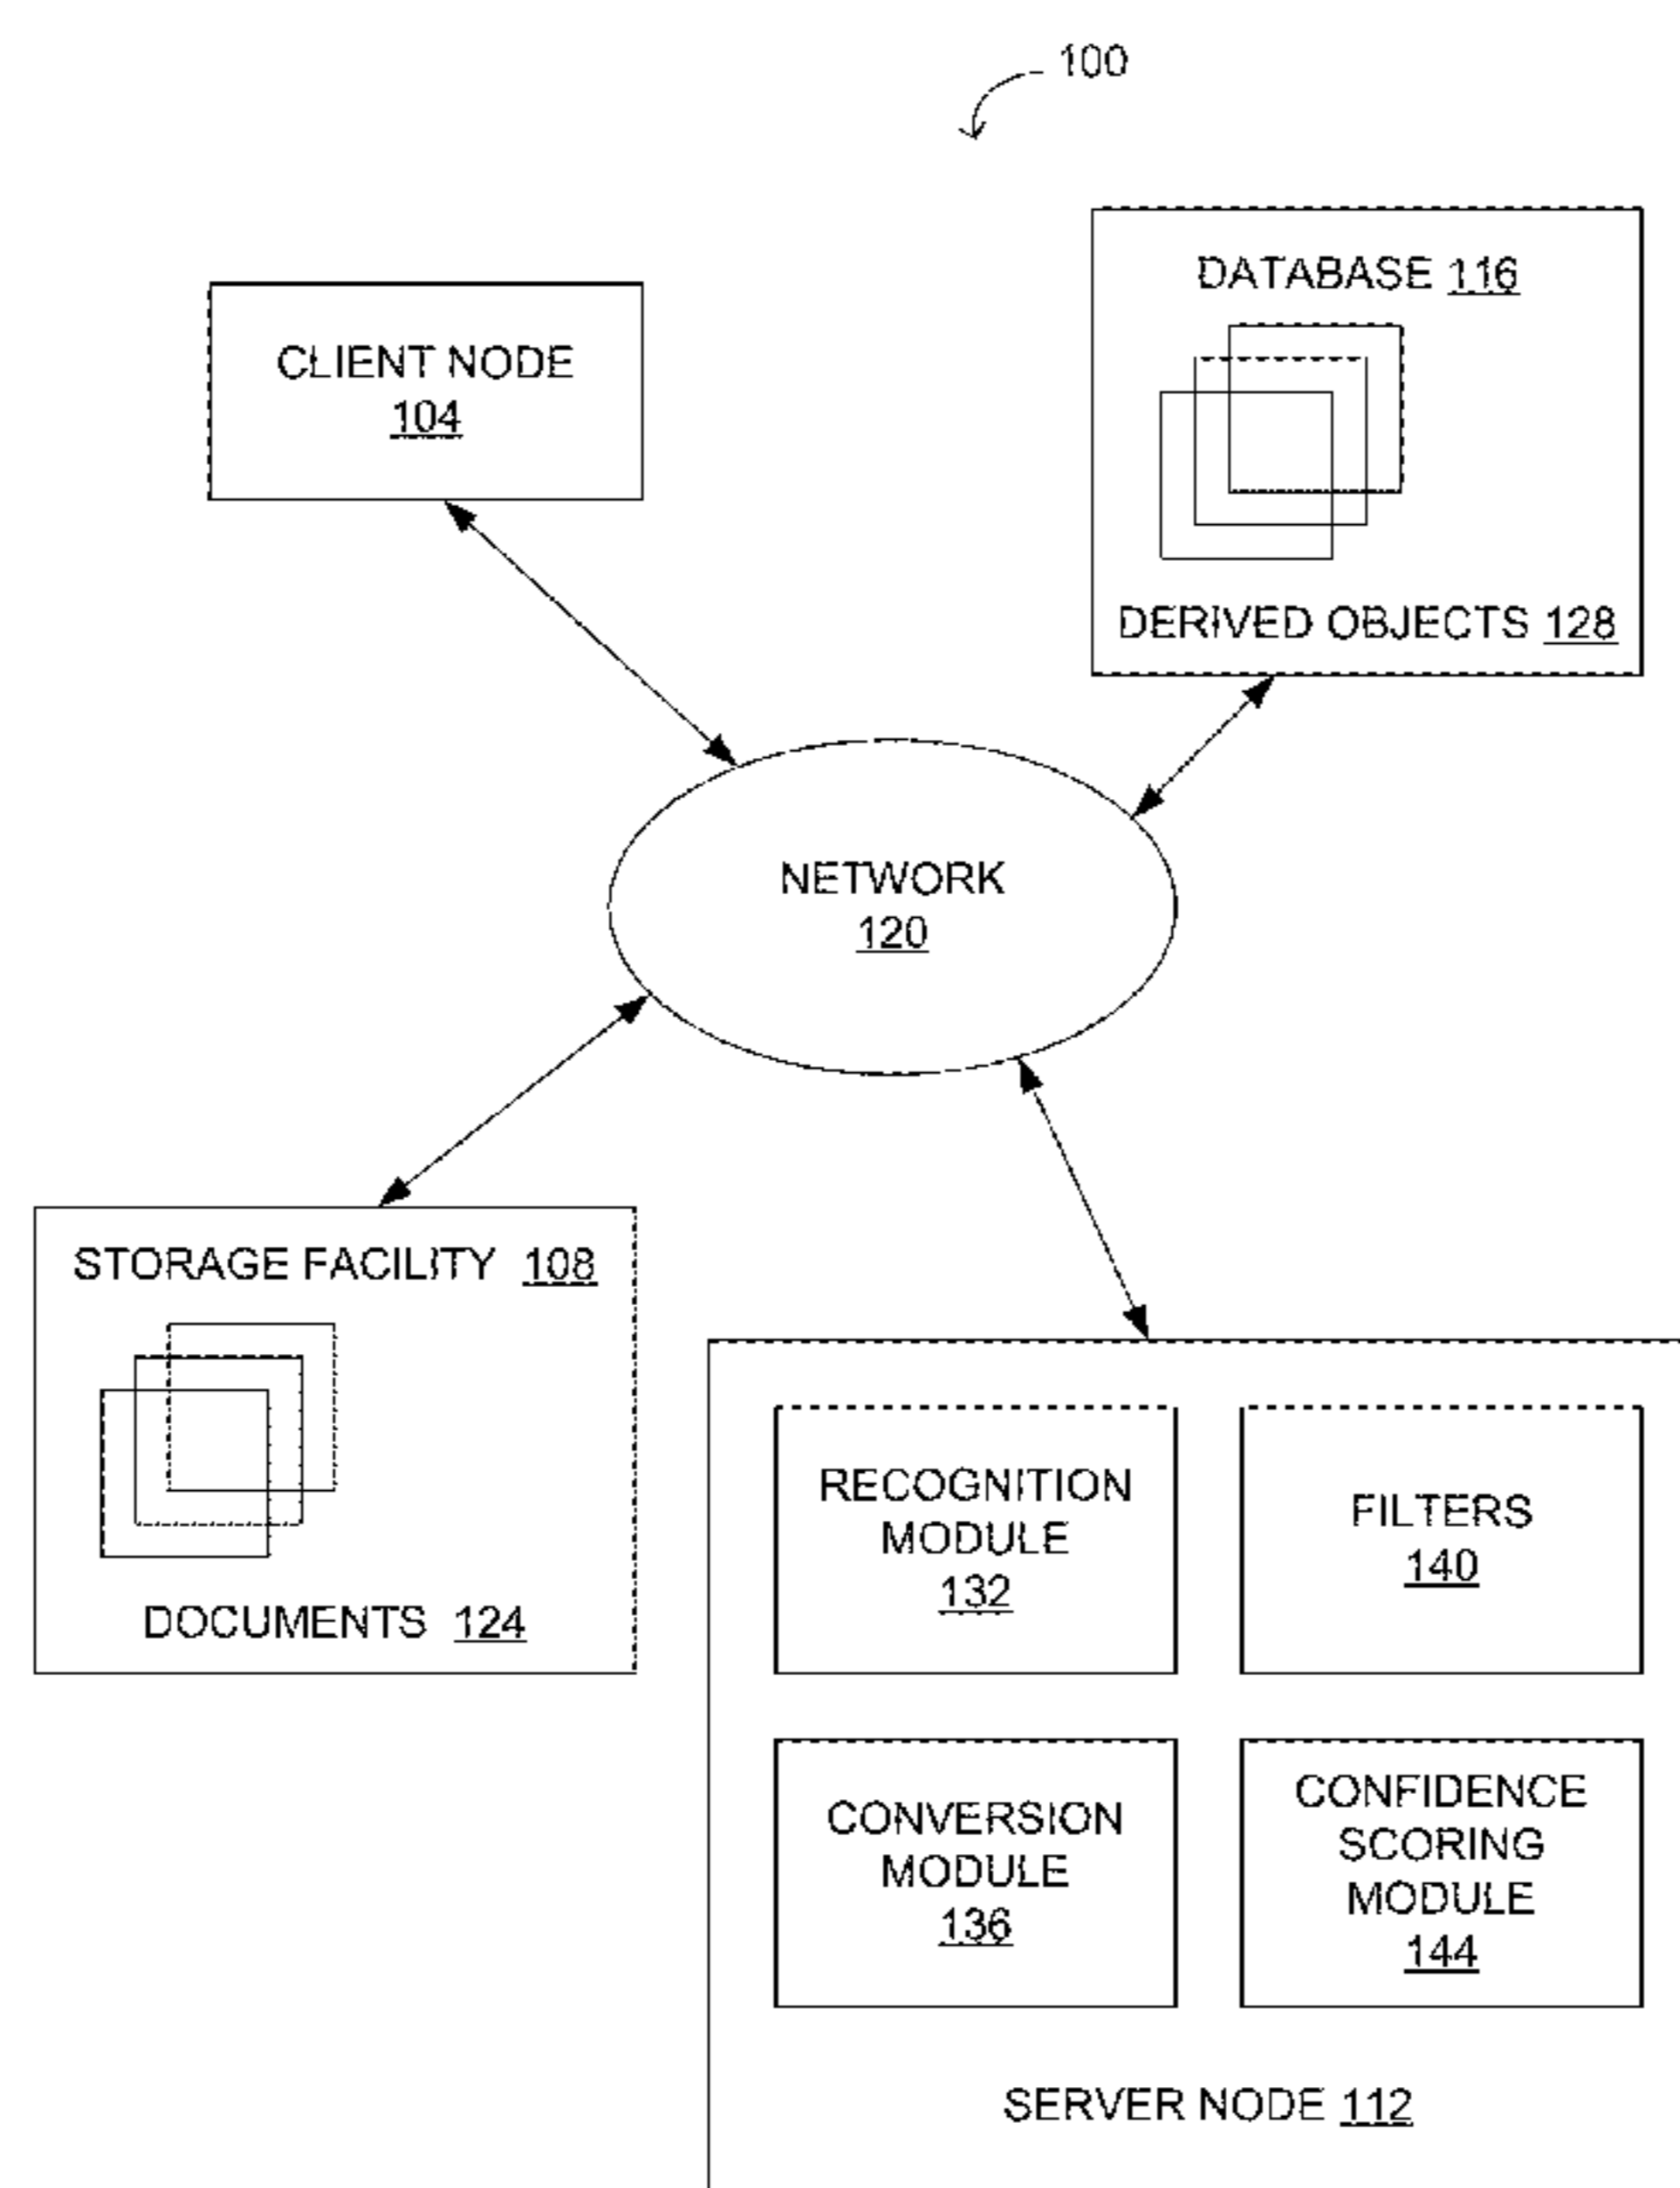 100
DATABASE 116
CLIENT NODE
104
DERIVED OBJECTS 128
NETWORK
120
STORAGE FACILITY 108
DOCUMENTS 124
RECOGNITION
MODULE
132
FILTERS
140
CONVERSION
MODULE
136
CONFIDENCE
SCORING
MODULE
144
SERVER NODE 112